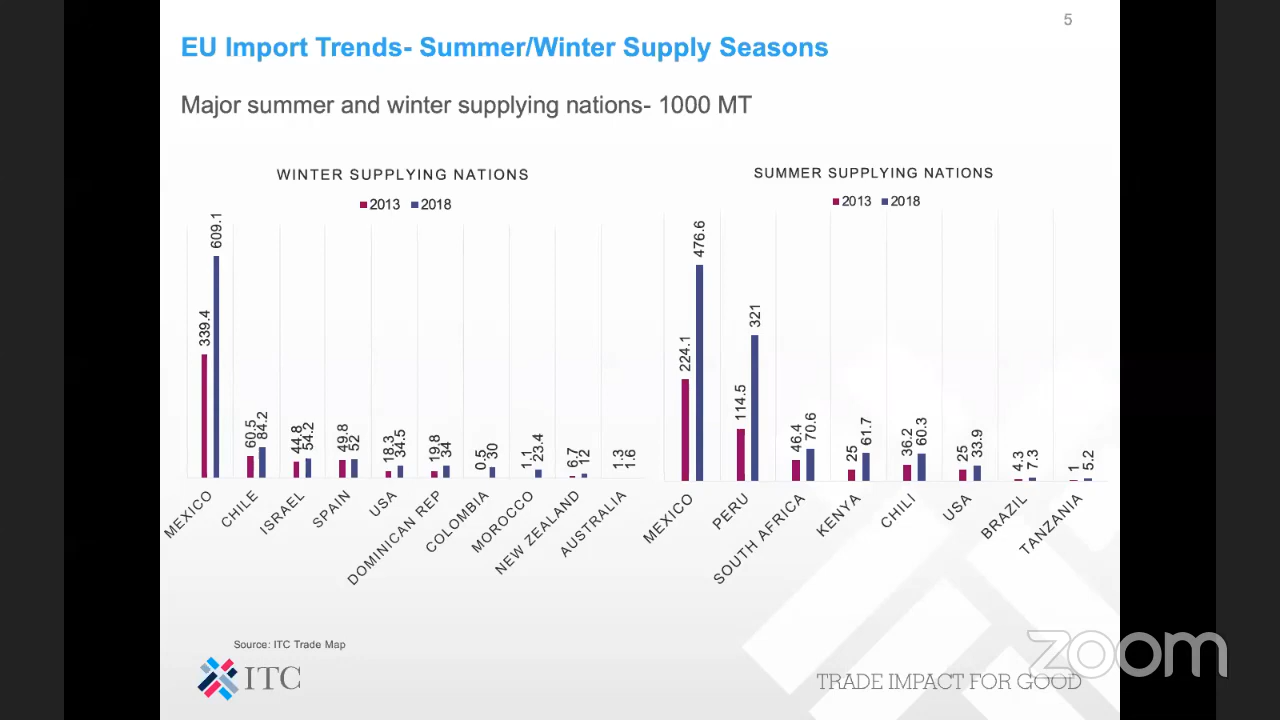 5
EU Import Trends- Summer/Winter Supply Seasons
Major summer and winter supplying nations- 1000 MT
WINTER SUPPLYING NATIONS
2013 2018
339.4 609.1
60.5 84.2
44.8 54.2
49.8 52
18.3 34.5
19.8 34
0.5 30
1.1 23.4
6.7 12
1.3 1.6
MEXICO
CHILE
ISRAEL
SPAIN
USA
DOMINICAN REP
COLOMBIA
MOROCCO
NEW ZEALAND
AUSTRALIA
SUMMER SUPPLYING NATIONS
2013 2018
224.1 476.6
114.5 321
46.4 70.6
25 61.7
36.2 60.3
25 33.9
4.3 7.3
1 5.2
MEXICO
PERU
SOUTH AFRICA
KENYA
CHILI
USA
BRAZIL
TANZANIA
Source: ITC Trade Map
ITC
TRADE IMPACT FOR GOOD
zoom